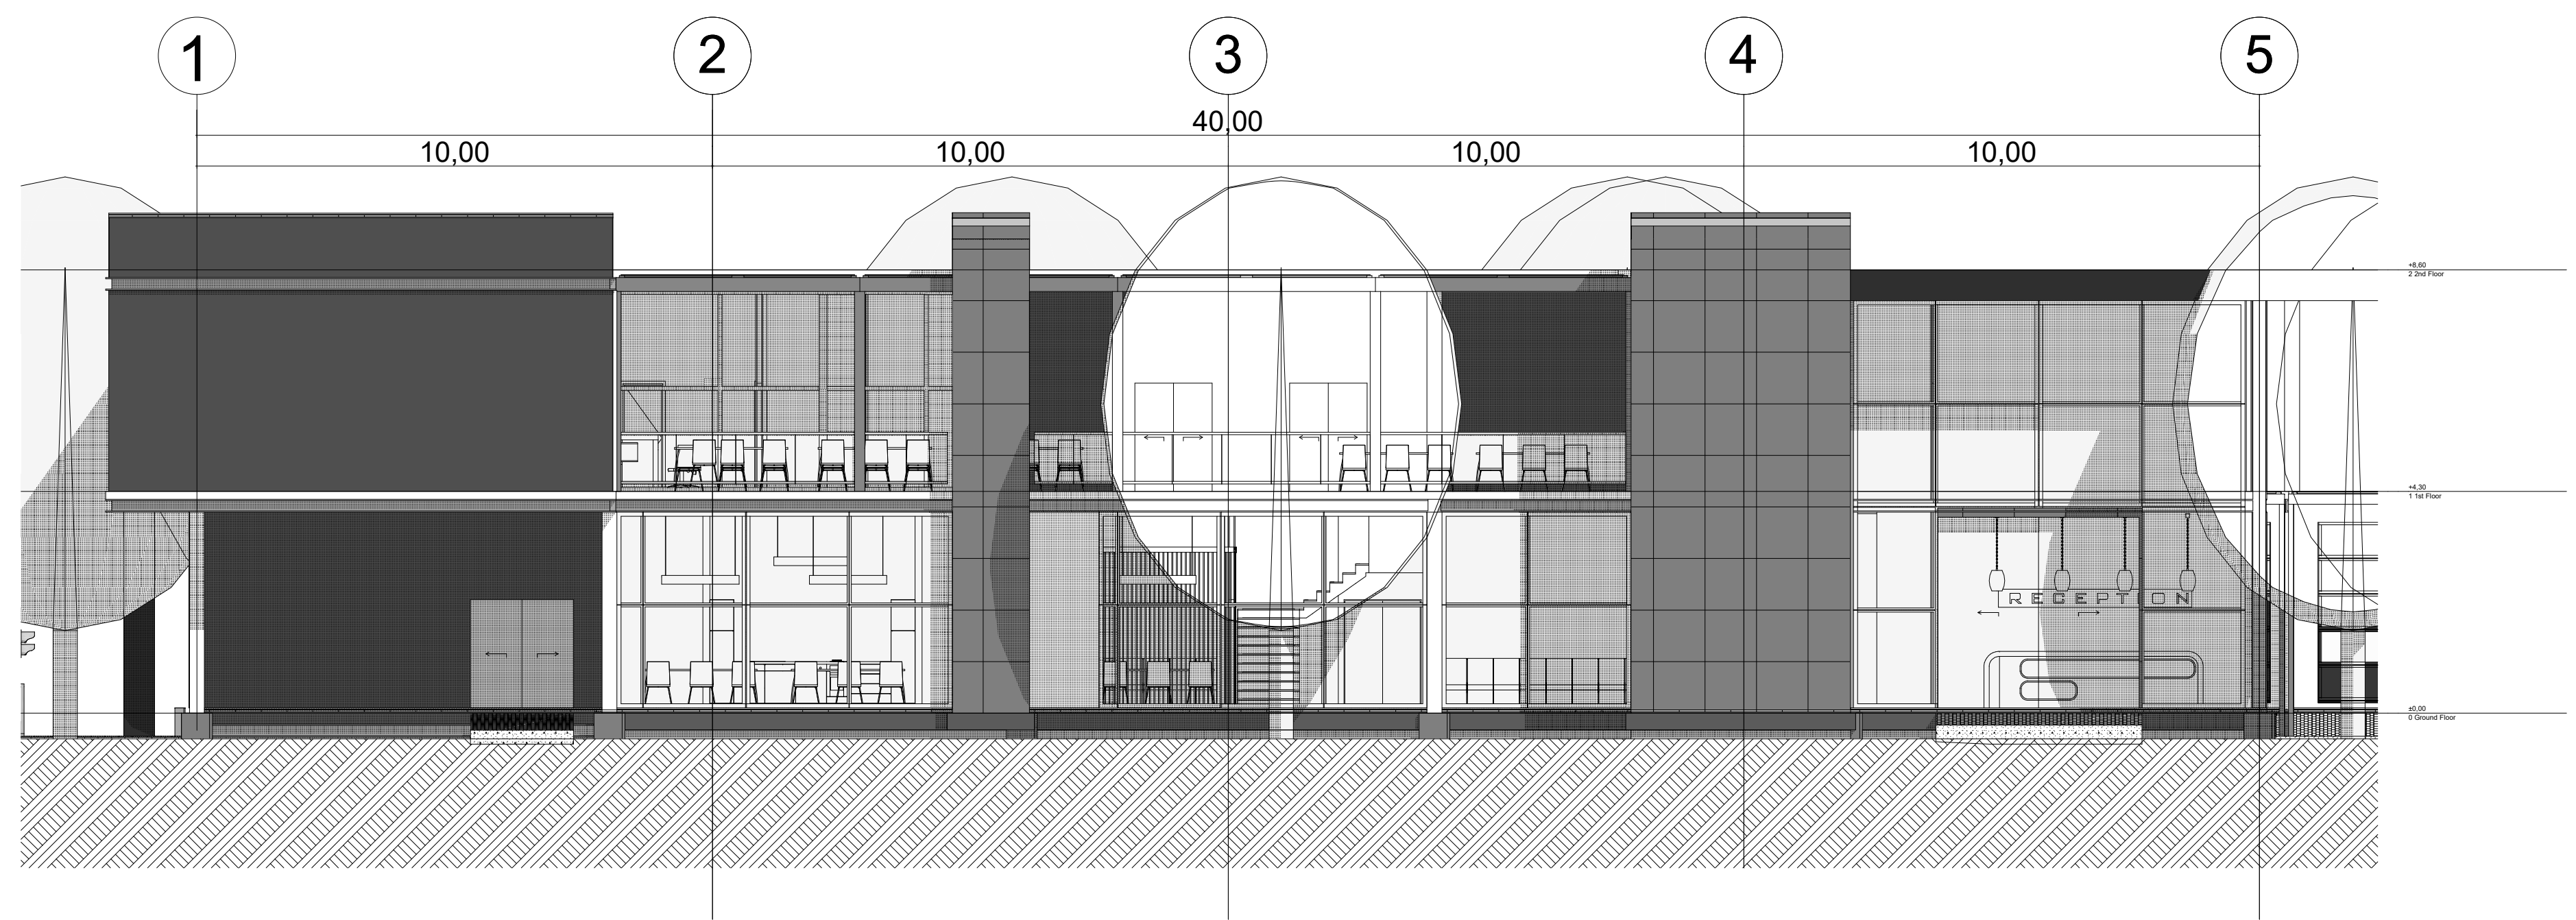 1 2 3 4 5
40,00
10,00 10,00 10,00 10,00
+8,60
2 2nd Floor
+4,30
1 1st Floor
RECEPTION
±0,00
0 Ground Floor